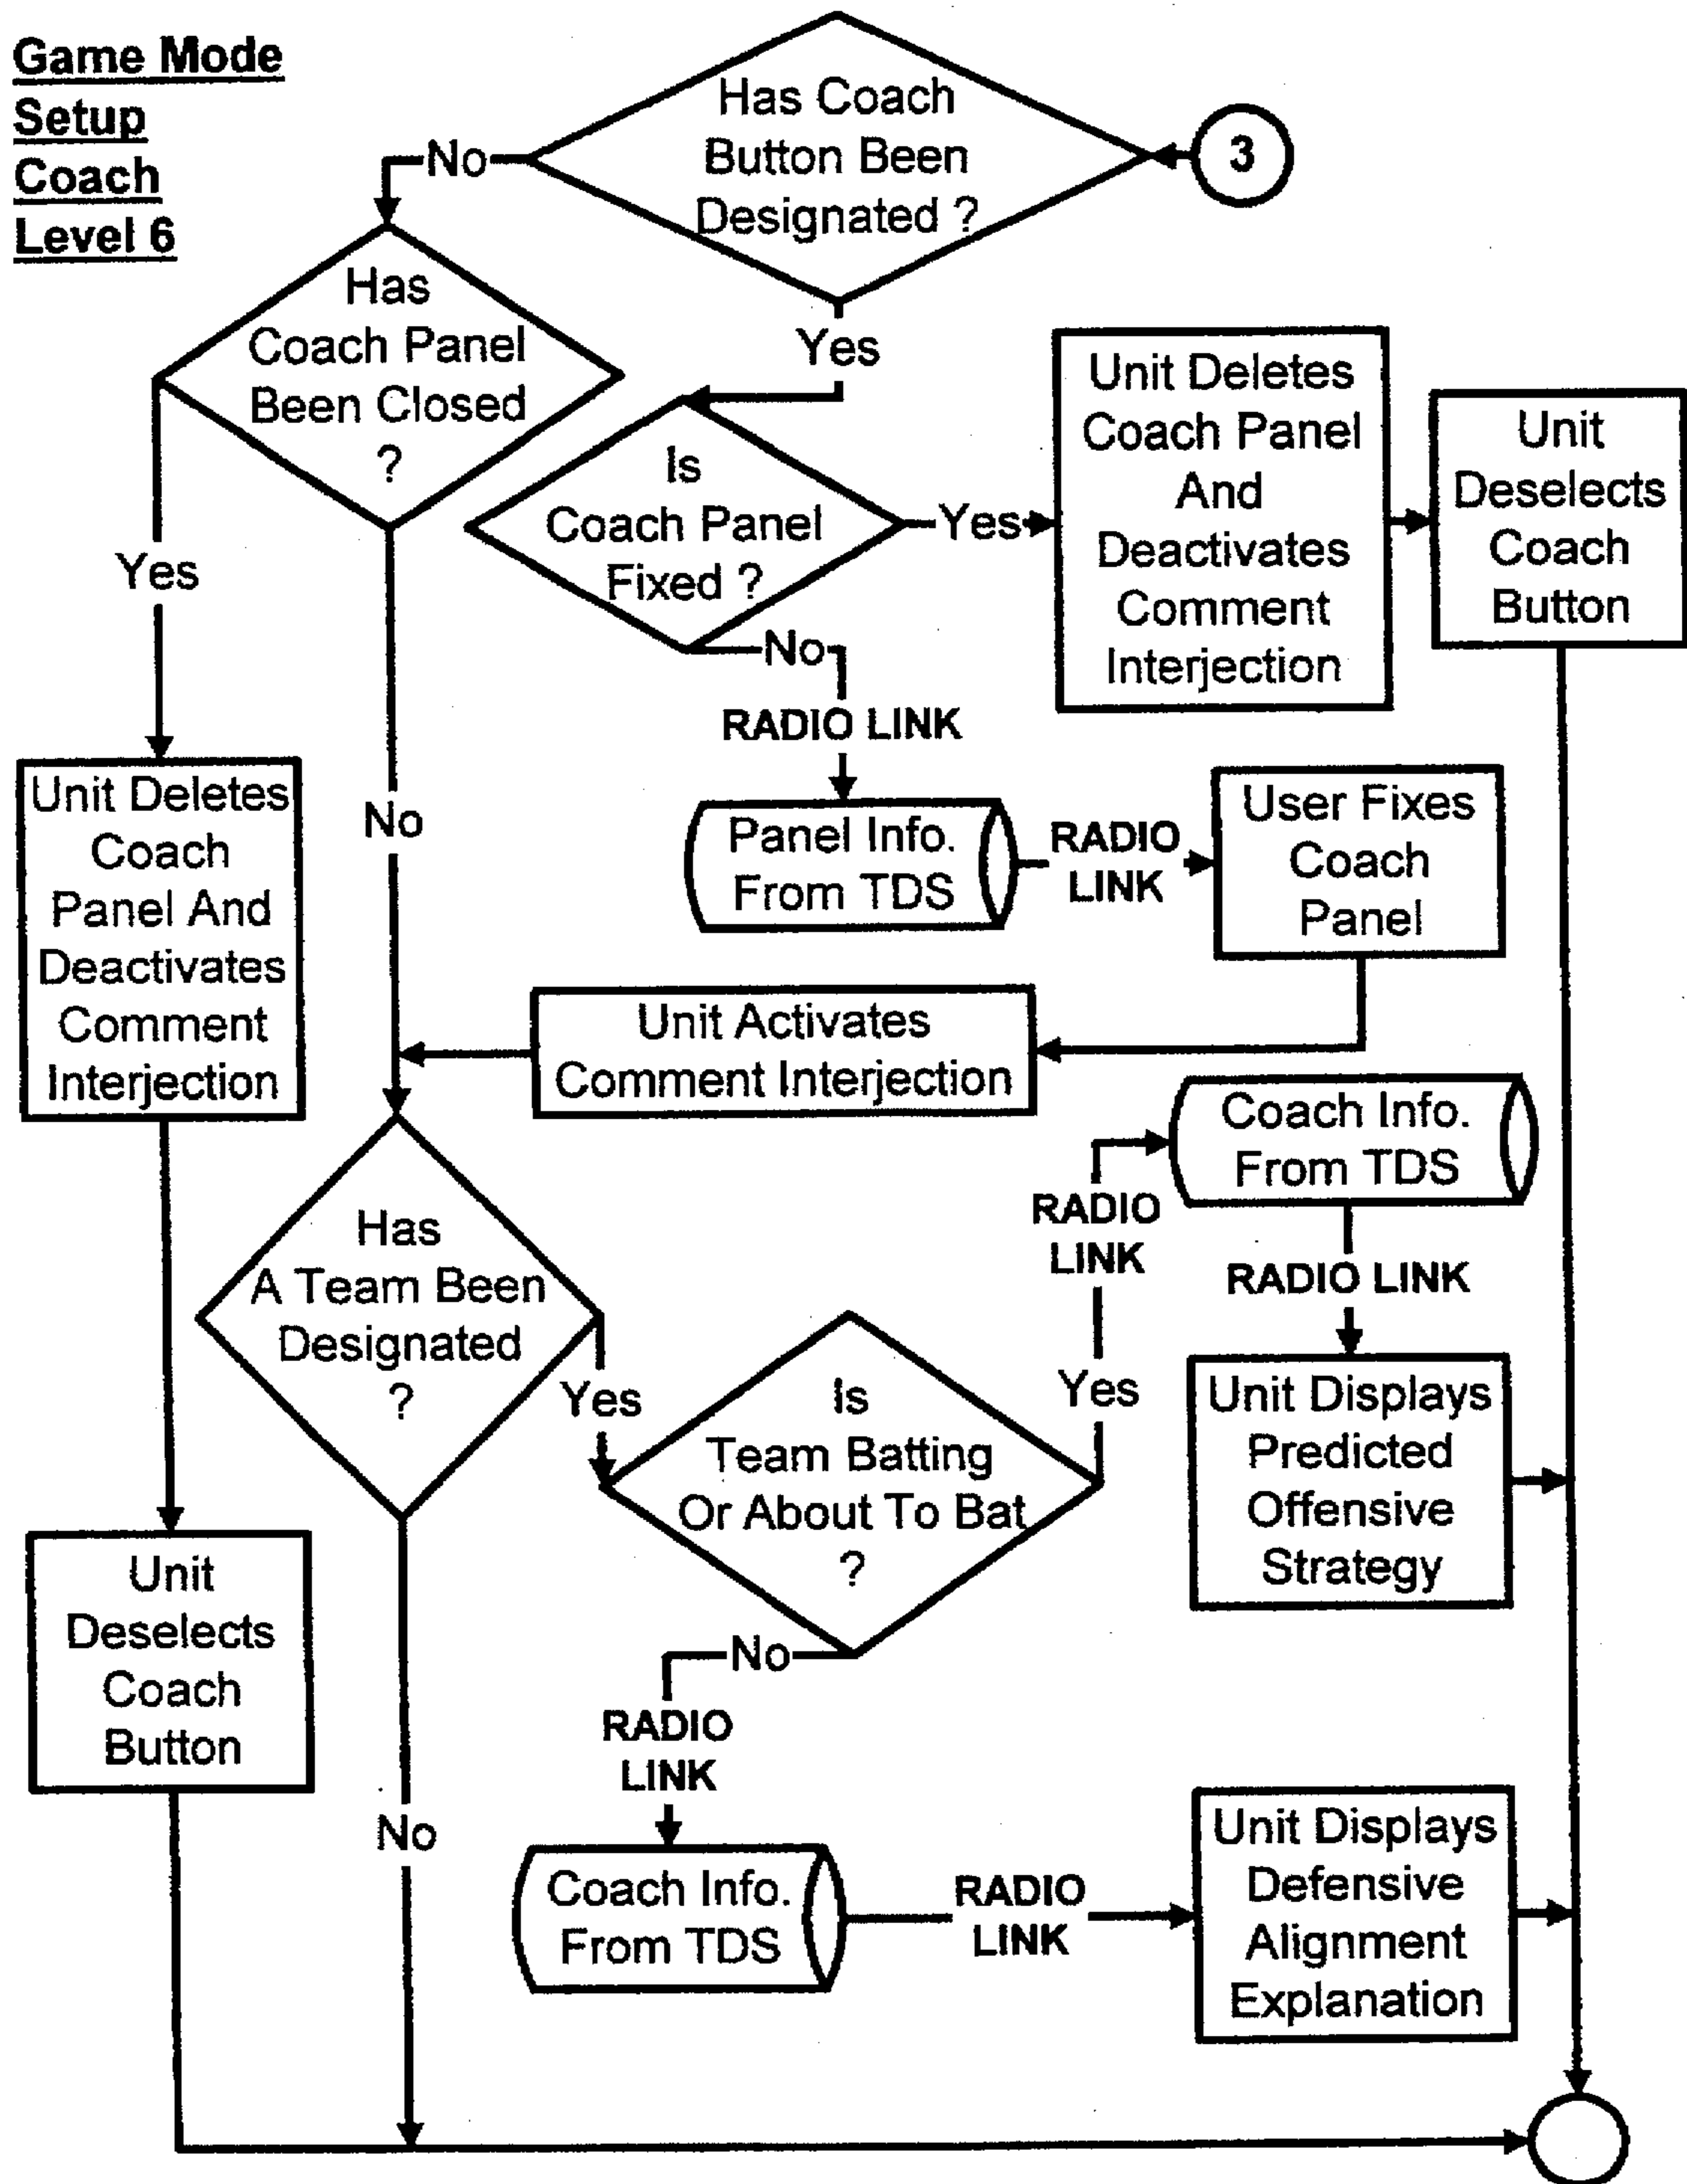 Game Mode
Setup
Coach
Level 6
Has Coach
Button Been
Designated ?
3
No
Yes
Has
Coach Panel
Been Closed
?
Is
Coach Panel
Fixed ?
Yes
Unit Deletes
Coach Panel
And
Deactivates
Comment
Interjection
Unit
Deselects
Coach
Button
Yes
No
No
RADIO LINK
Panel Info.
From TDS
RADIO
LINK
User Fixes
Coach
Panel
Unit Deletes
Coach
Panel And
Deactivates
Comment
Interjection
Unit Activates
Comment Interjection
Coach Info.
From TDS
RADIO
LINK
RADIO LINK
Has
A Team Been
Designated
?
Yes
Is
Team Batting
Or About To Bat
?
Yes
Unit Displays
Predicted
Offensive
Strategy
Unit
Deselects
Coach
Button
No
RADIO
LINK
No
Coach Info.
From TDS
RADIO
LINK
Unit Displays
Defensive
Alignment
Explanation